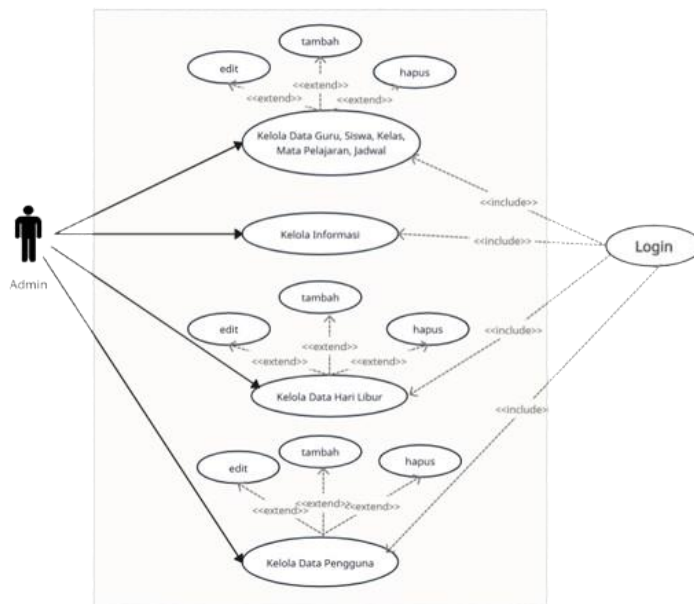 tambah
edit
hapus
<<extend>>
<<extend>>
<<extend>>
Kelola Data Guru, Siswa, Kelas,
Mata Pelajaran, Jadwal
<<include>>
Kelola Informasi
<<include>>
Login
Admin
tambah
edit
hapus
<<include>>
<<extend>>
<<extend>>
<<extend>>
Kelola Data Hari Libur
<<include>
tambah
edit
hapus
<<extend>>
<<extend>>
<<extend>>
Kelola Data Pengguna